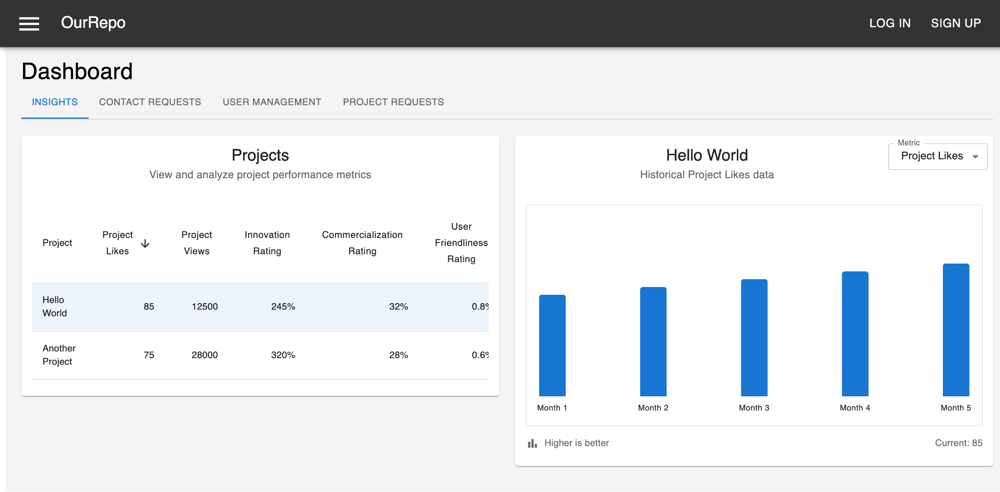 OurRepo
LOG IN
SIGN UP
Dashboard
INSIGHTS
CONTACT REQUESTS
USER MANAGEMENT
PROJECT REQUESTS
Projects
View and analyze project performance metrics
Project
Project
Likes
Project
Views
Innovation
Rating
Commercialization
Rating
User
Friendliness
Rating
Hello
World
85
12500
245%
32%
0.8%
Another
Project
75
28000
320%
28%
0.6%
Hello World
Historical Project Likes data
Metric
Project Likes
Month 1
Month 2
Month 3
Month 4
Month 5
Higher is better
Current: 85